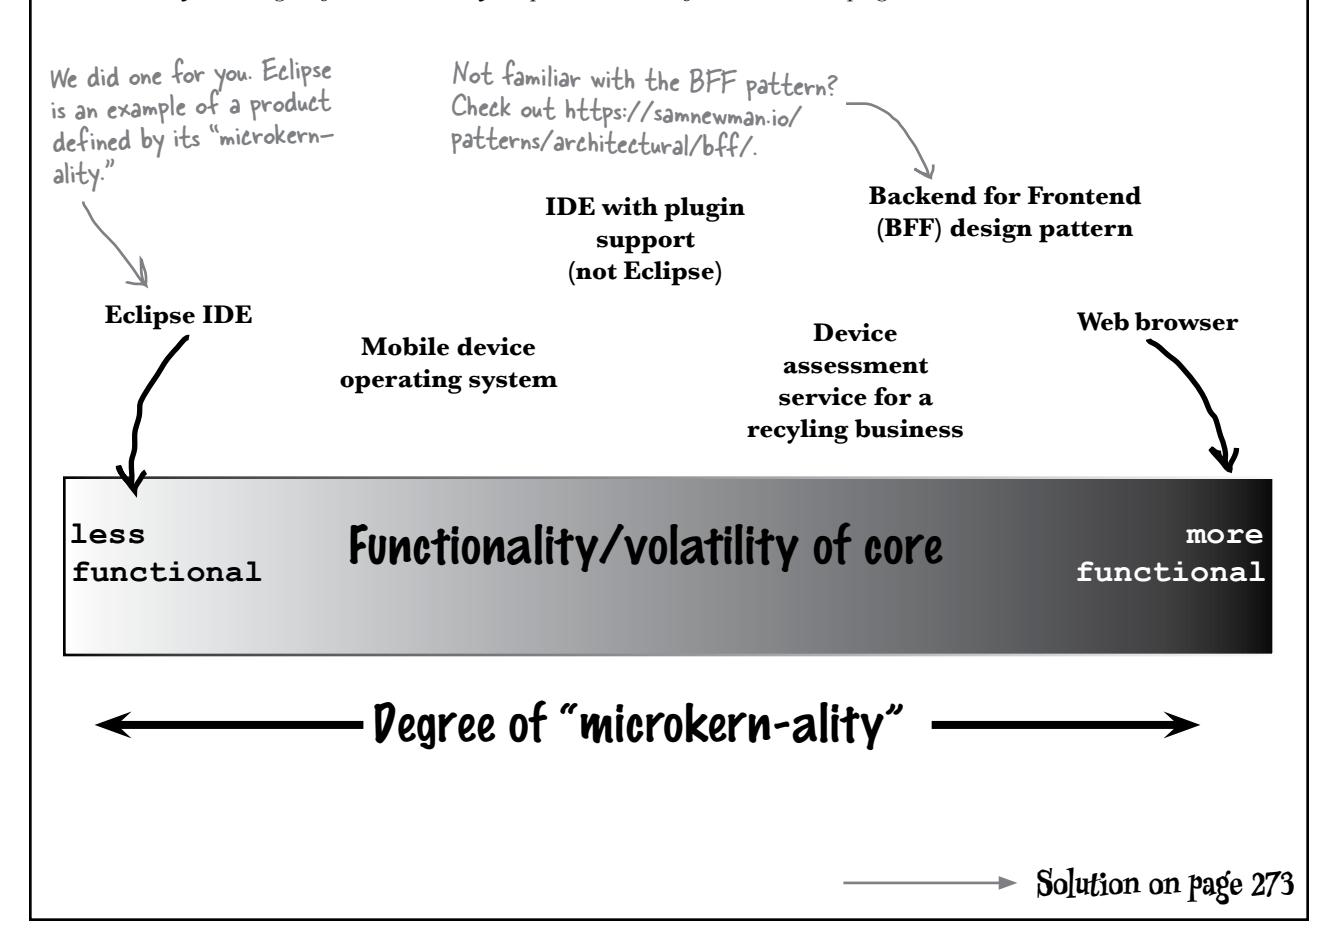 We did one for you. Eclipse
is an example of a product
defined by its “microkern-
ality.”
Not familiar with the BFF pattern?
Check out https://samnewman.io/
patterns/architectural/bff/.
Backend for Frontend
(BFF) design pattern
IDE with plugin
support
(not Eclipse)
Eclipse IDE
Mobile device
operating system
Device
assessment
service for a
recyling business
Web browser
less
functional
Functionality/volatility of core
more
functional
Degree of “microkern-ality”
Solution on page 273